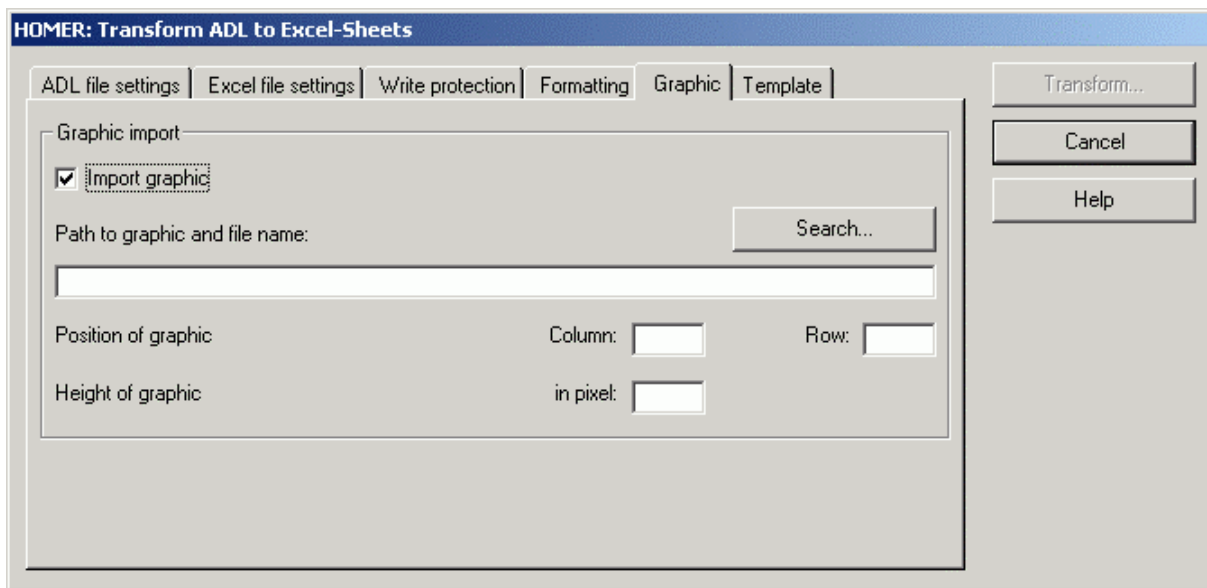 HOMER: Transform ADL to Excel-Sheets
ADL file settings Excel file settings Write protection Formatting Graphic Template
Transform...
Graphic import
Cancel
Import graphic
Help
Search...
Path to graphic and file name:
Position of graphic Column: Row:
Height of graphic in pixel: